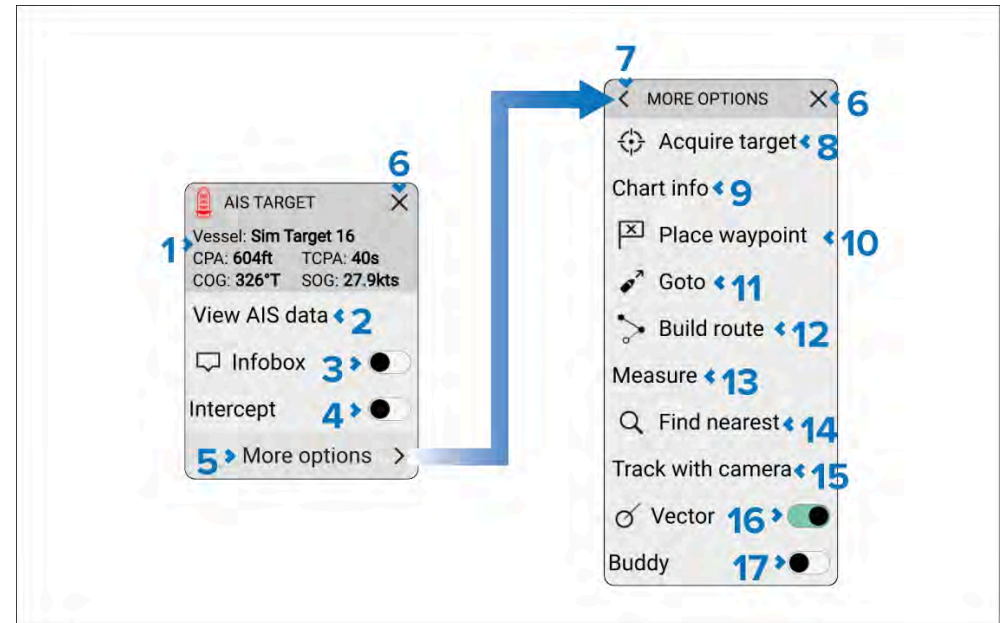 6
AIS TARGET
1 Vessel: Sim Target 16
CPA: 604ft TCPA: 40s
COG: 326°T SOG: 27.9kts
View AIS data 2
Infobox 3
Intercept 4
5 More options
7
MORE OPTIONS 6
Acquire target 8
Chart info 9
Place waypoint 10
Goto 11
Build route 12
Measure 13
Find nearest 14
Track with camera 15
Vector 16
Buddy 17